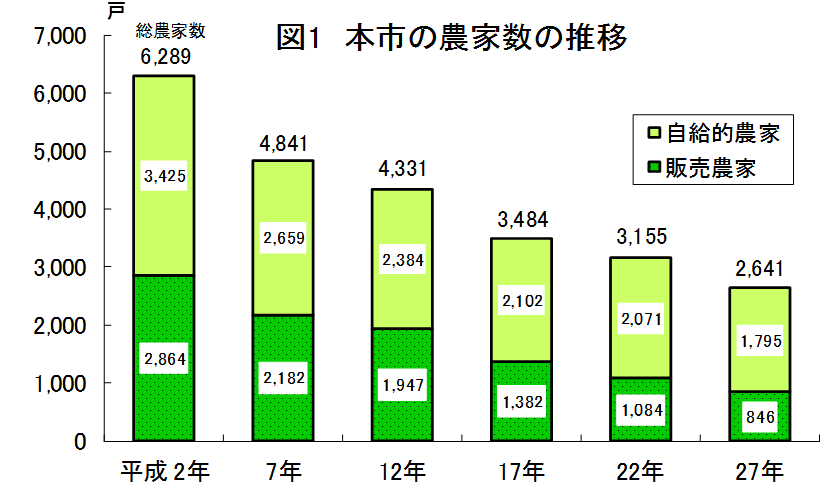 戸
図1 本市の農家数の推移
総農家数
7,000
6,000
5,000
4,000
3,000
2,000
1,000
0
6,289
4,841
4,331
3,484
3,155
2,641
自給的農家
販売農家
3,425
2,659
2,384
2,102
2,071
1,795
2,864
2,182
1,947
1,382
1,084
846
平成 2年
7年
12年
17年
22年
27年